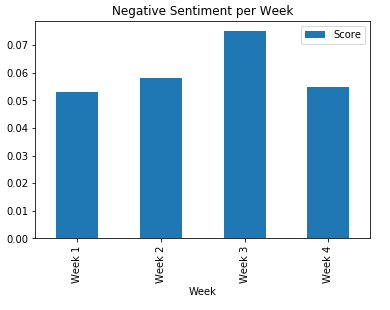 Negative Sentiment per Week
Score
0.07
0.06
0.05
0.04
0.03
0.02
0.01
0.00
Week 1
Week 2
Week 3
Week 4
Week